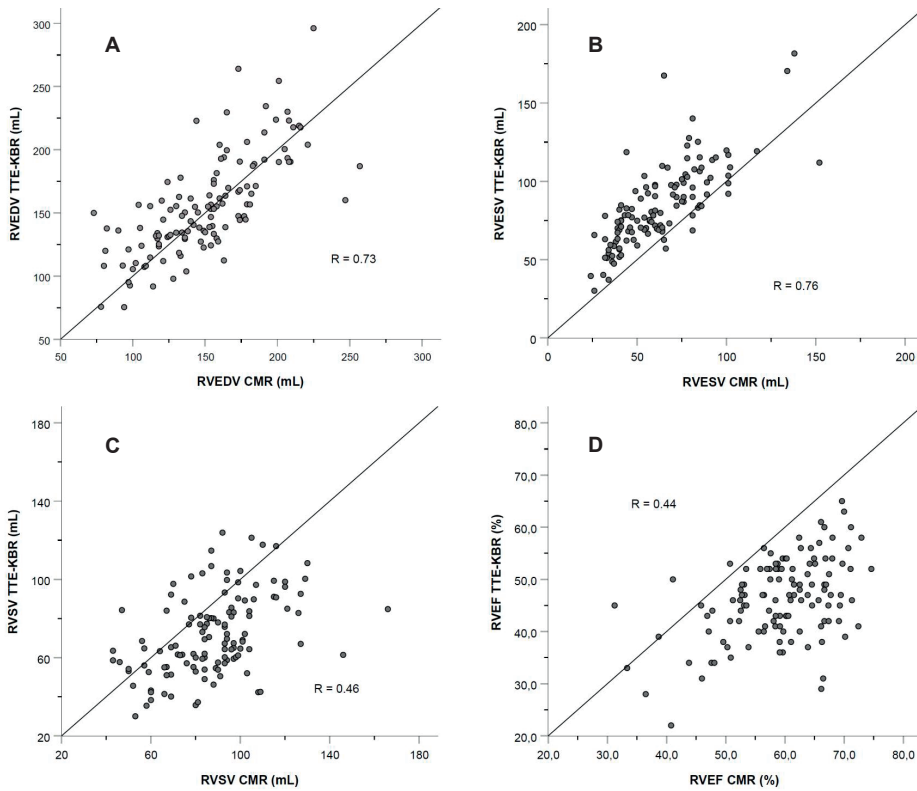 A
RVEDV TTE-KBR (mL)
300
250
200
150
100
50
R = 0.73
50
100
150
200
250
300
RVEDV CMR (mL)
B
RVESV TTE-KBR (mL)
200
150
100
50
0
R = 0.76
0
50
100
150
200
RVESV CMR (mL)
C
RVSV TTE-KBR (mL)
180
140
100
60
20
R = 0.46
20
60
100
140
180
RVSV CMR (mL)
D
RVEF TTE-KBR (%)
80,0
70,0
60,0
50,0
40,0
30,0
20,0
R = 0.44
20,0
30,0
40,0
50,0
60,0
70,0
80,0
RVEF CMR (%)